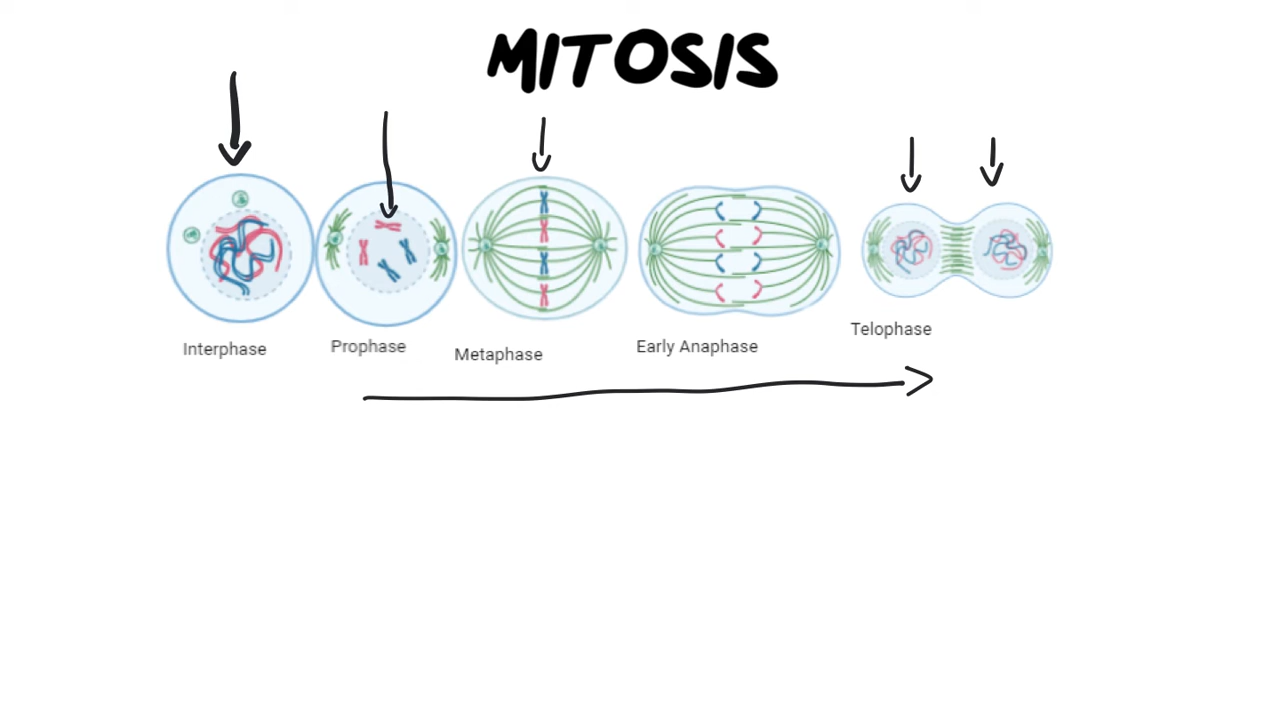 MITOSIS
Interphase
Prophase
Metaphase
Early Anaphase
Telophase